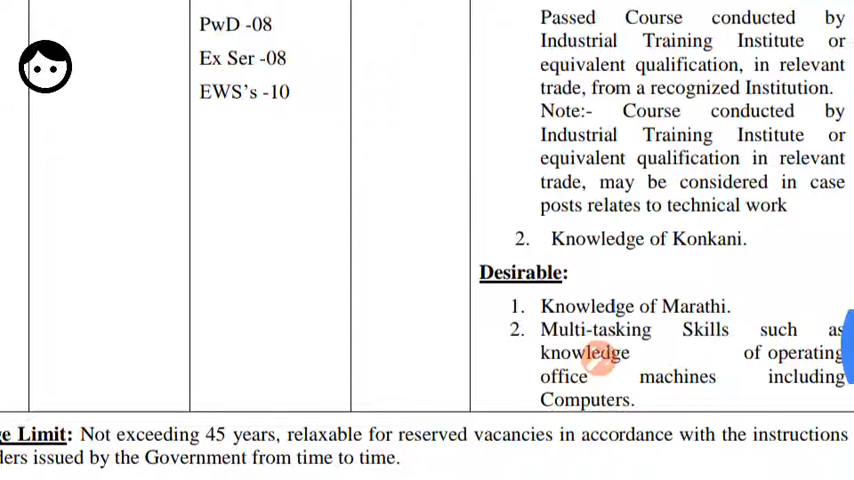 PwD -08
Ex Ser -08
EWS's -10
Passed Course conducted by
Industrial Training Institute or
equivalent qualification, in relevant
trade, from a recognized Institution.
Note:- Course conducted by
Industrial Training Institute or
equivalent qualification in relevant
trade, may be considered in case
posts relates to technical work
2. Knowledge of Konkani.
Desirable:
1. Knowledge of Marathi.
2. Multi-tasking Skills such as
knowledge of operating
office machines including
Computers.
e Limit: Not exceeding 45 years, relaxable for reserved vacancies in accordance with the instructions
ders issued by the Government from time to time.